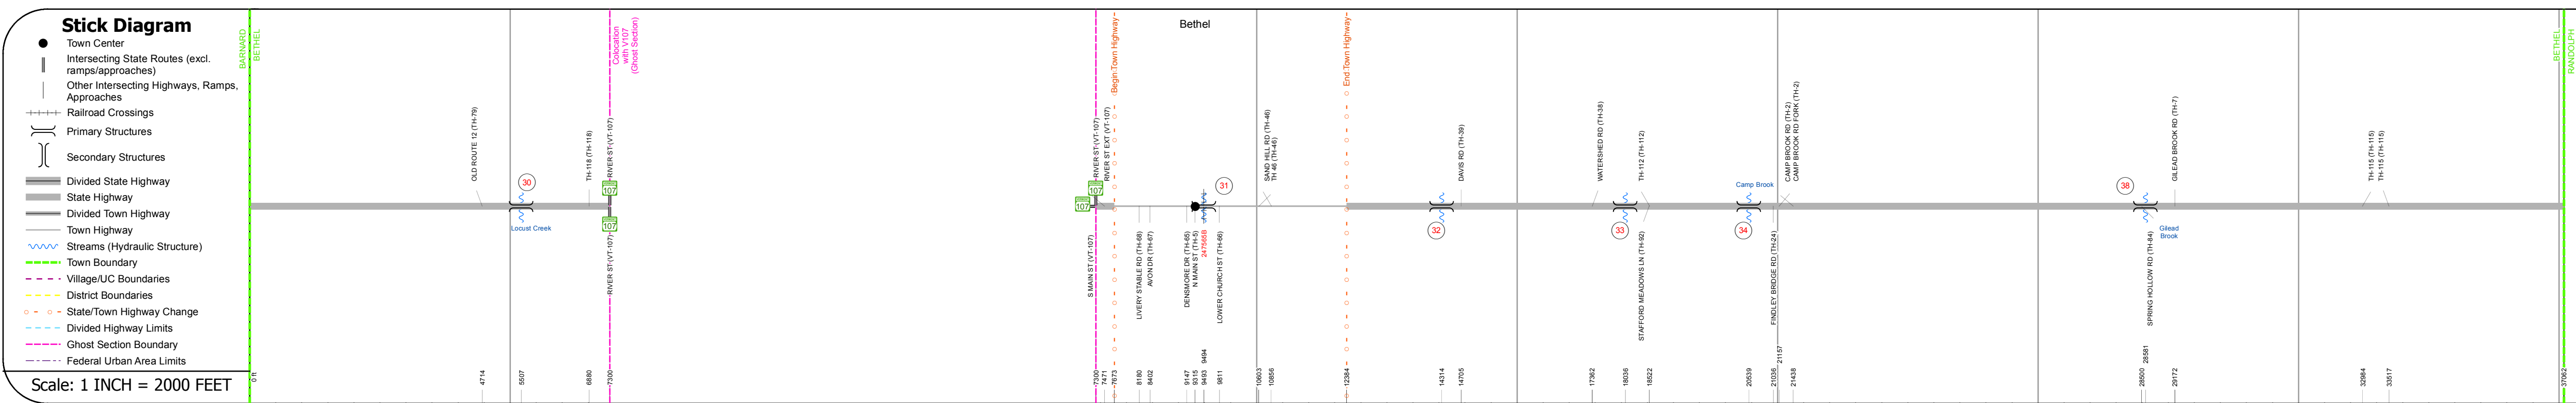 Stick Diagram
Town Center
Intersecting State Routes (excl.
ramps/approaches)
Other Intersecting Highways, Ramps,
Approaches
Railroad Crossings
Primary Structures
Secondary Structures
Divided State Highway
State Highway
Divided Town Highway
Town Highway
Streams (Hydraulic Structure)
Town Boundary
Village/UC Boundaries
District Boundaries
State/Town Highway Change
Divided Highway Limits
Ghost Section Boundary
Federal Urban Area Limits
Scale: 1 INCH = 2000 FEET
BARNARD
BETHEL
Colocation
with V107
(Ghost Section)
Begin Town Highway
Bethel
End Town Highway
BETHEL
RANDOLPH
OLD ROUTE 12 (TH-79)
30
Locust Creek
TH-118 (TH-118)
RIVER ST (VT-107)
107
107
RIVER ST (VT-107)
RIVER ST (VT-107)
RIVER ST EXT (VT-107)
107
107
S MAIN ST (VT-107)
LIVERY STABLE RD (TH-68)
AVON DR (TH-67)
DENSMORE DR (TH-65)
N MAIN ST (TH-5)
247565B
31
LOWER CHURCH ST (TH-66)
SAND HILL RD (TH-46)
TH-46 (TH-46)
32
DAVIS RD (TH-39)
WATERSHED RD (TH-38)
33
TH-112 (TH-112)
STAFFORD MEADOWS LN (TH-92)
Camp Brook
34
FINDLEY BRIDGE RD (TH-24)
CAMP BROOK RD (TH-2)
CAMP BROOK RD FORK (TH-2)
38
SPRING HOLLOW RD (TH-84)
Gilead
Brook
GILEAD BROOK RD (TH-7)
TH-115 (TH-115)
TH-115 (TH-115)
0 ft
4714
5507
6880
7300
7300
7471
7673
8180
8402
9147
9315
9493
9494
9811
10603
10856
12384
14314
14705
17362
18036
18522
20539
21036
21157
21438
28500
28581
29172
32984
33517
37062